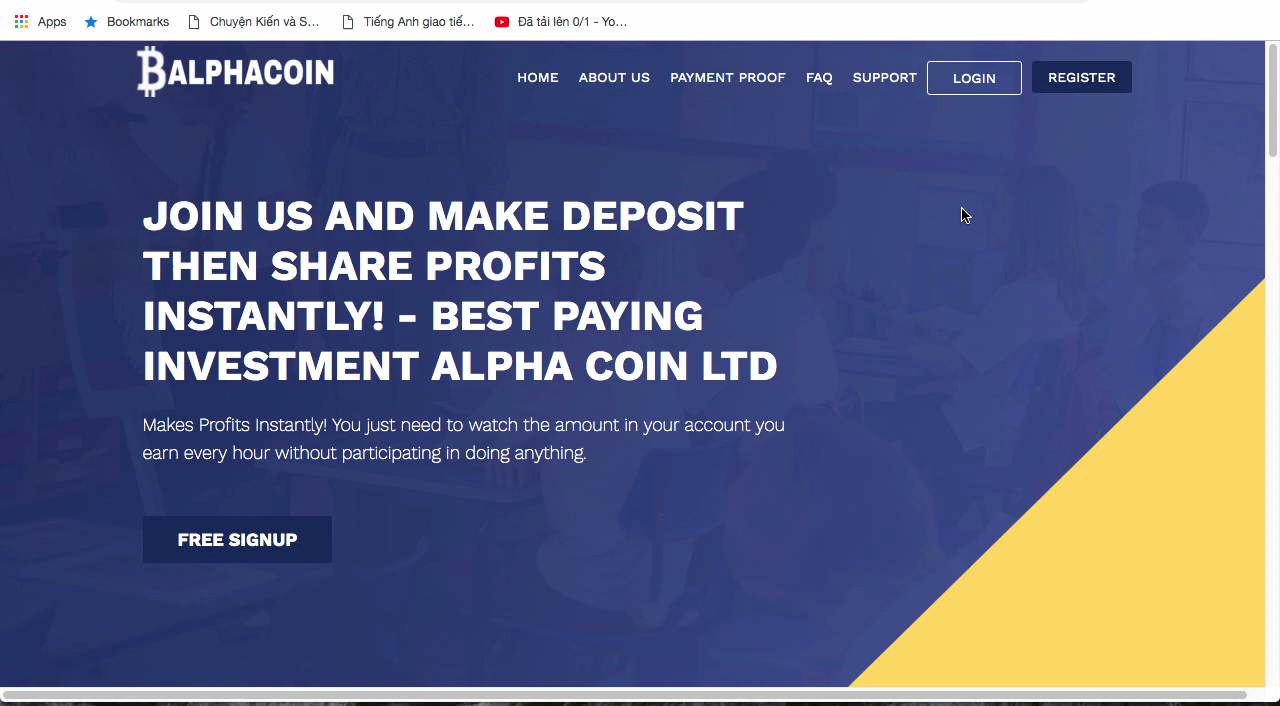 Apps Bookmarks Chuyện Kiến và S... Tiếng Anh giao tiế... Đã tải lên 0/1 - Yo...
ALPHACOIN HOME ABOUT US PAYMENT PROOF FAQ SUPPORT LOGIN REGISTER
JOIN US AND MAKE DEPOSIT
THEN SHARE PROFITS
INSTANTLY! - BEST PAYING
INVESTMENT ALPHA COIN LTD
Makes Profits Instantly! You just need to watch the amount in your account you
earn every hour without participating in doing anything.
FREE SIGNUP